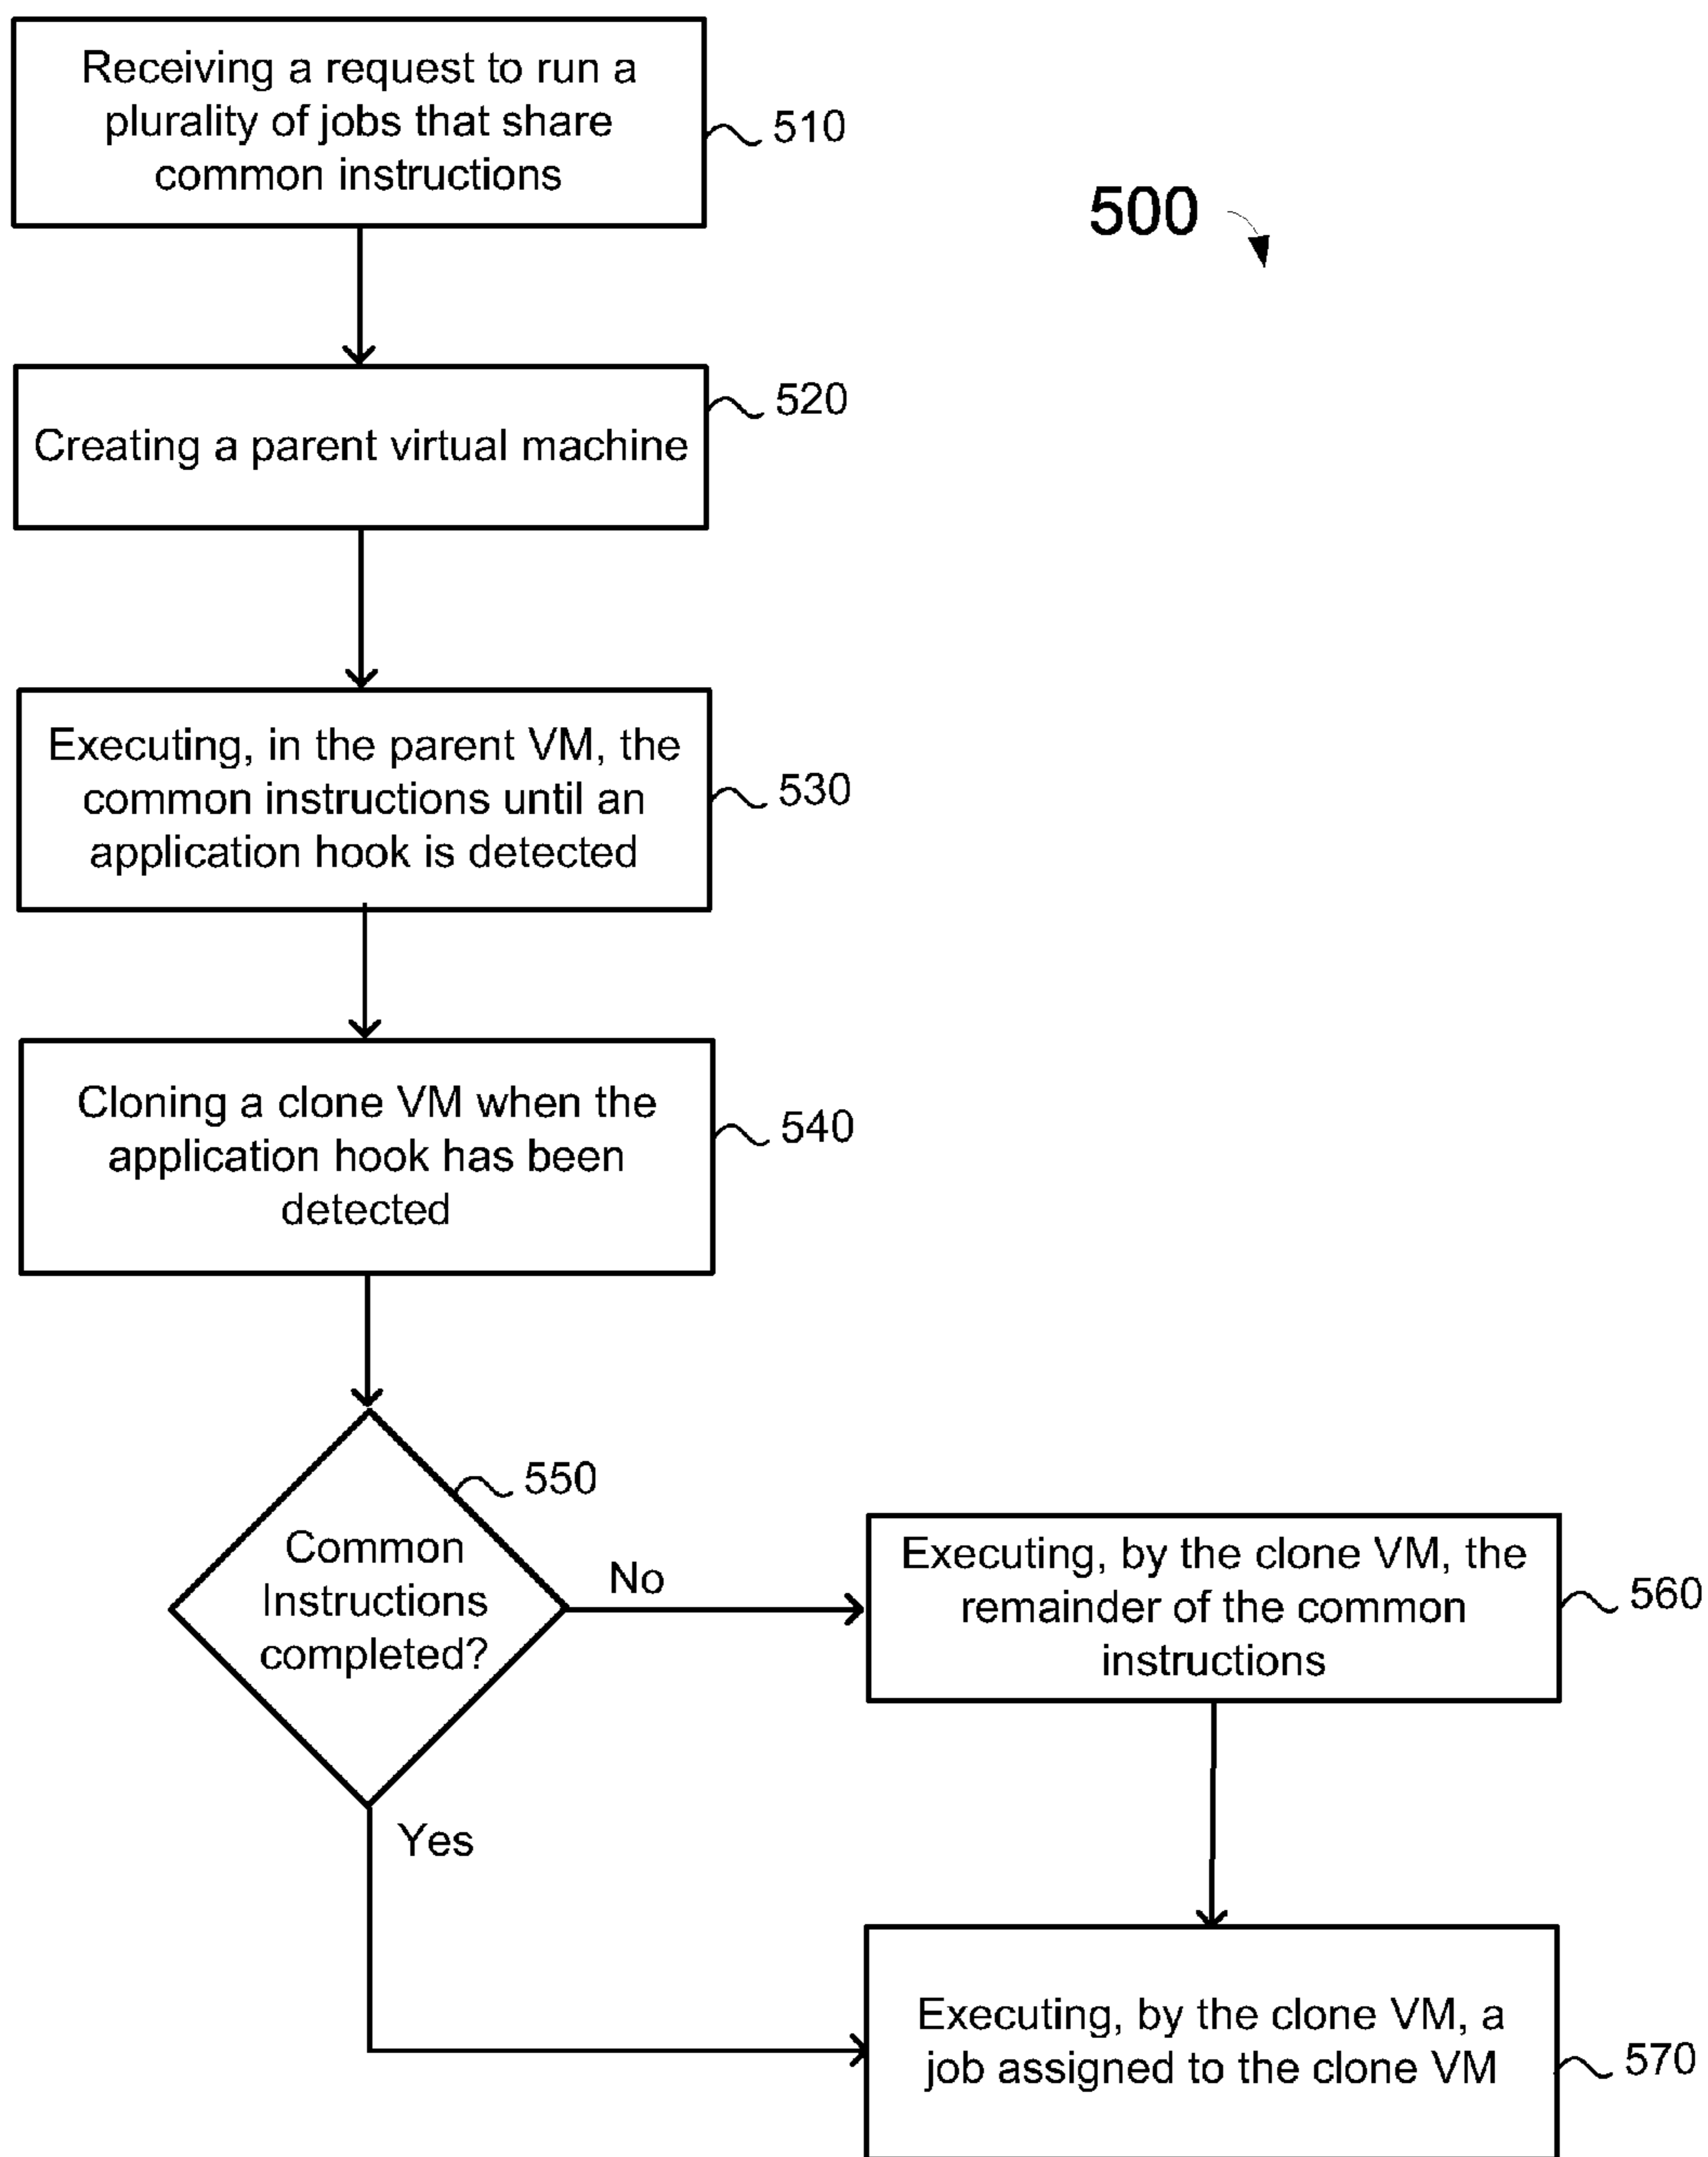 Receiving a request to run a
plurality of jobs that share
common instructions
510
500
Creating a parent virtual machine
520
Executing, in the parent VM, the
common instructions until an
application hook is detected
530
Cloning a clone VM when the
application hook has been
detected
540
Common
Instructions
completed?
550
No
Yes
Executing, by the clone VM, the
remainder of the common
instructions
560
Executing, by the clone VM, a
job assigned to the clone VM
570